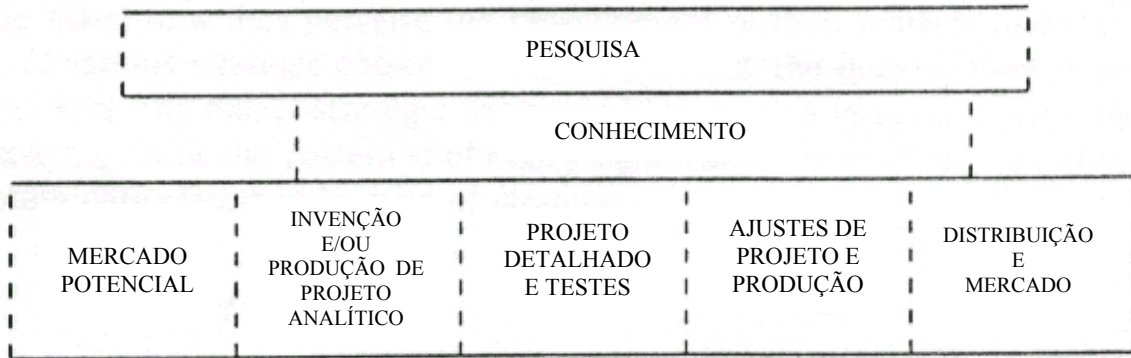 PESQUISA
CONHECIMENTO
MERCADO
POTENCIAL
INVENÇÃO
E/OU
PRODUÇÃO DE
PROJETO
ANALÍTICO
PROJETO
DETALHADO
E TESTES
AJUSTES DE
PROJETO E
PRODUÇÃO
DISTRIBUIÇÃO
E
MERCADO